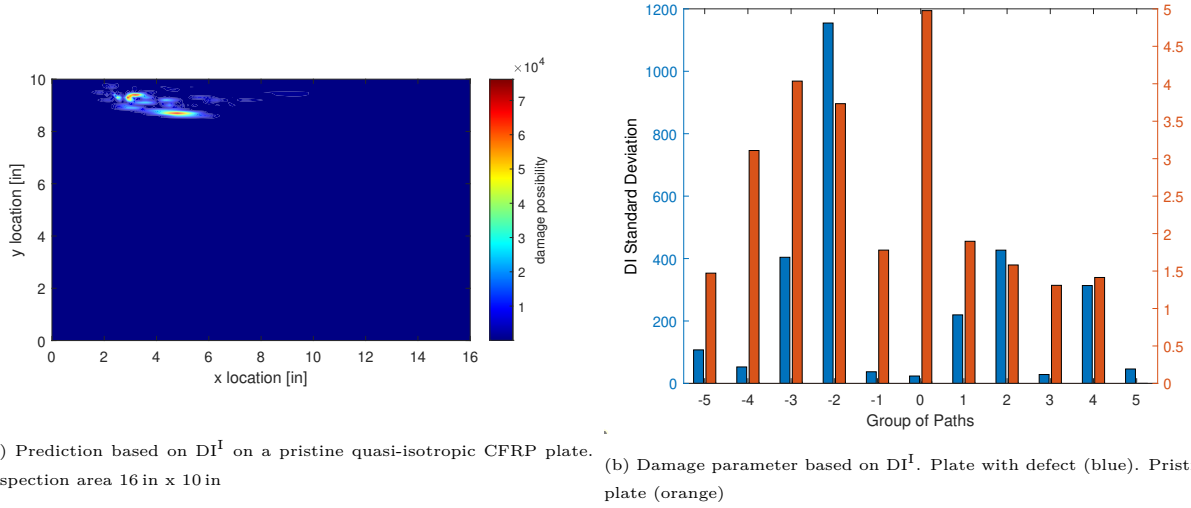 ×10⁴
10
8
6
4
2
0
y location [in]
0 2 4 6 8 10 12 14 16
x location [in]
7
6
5
4
3
2
1
damage possibility
) Prediction based on DI^I on a pristine quasi-isotropic CFRP plate.
spection area 16 in x 10 in
1200
1000
800
600
400
200
0
DI Standard Deviation
5
4.5
4
3.5
3
2.5
2
1.5
1
0.5
0
-5 -4 -3 -2 -1 0 1 2 3 4 5
Group of Paths
(b) Damage parameter based on DI^I. Plate with defect (blue). Prist
plate (orange)